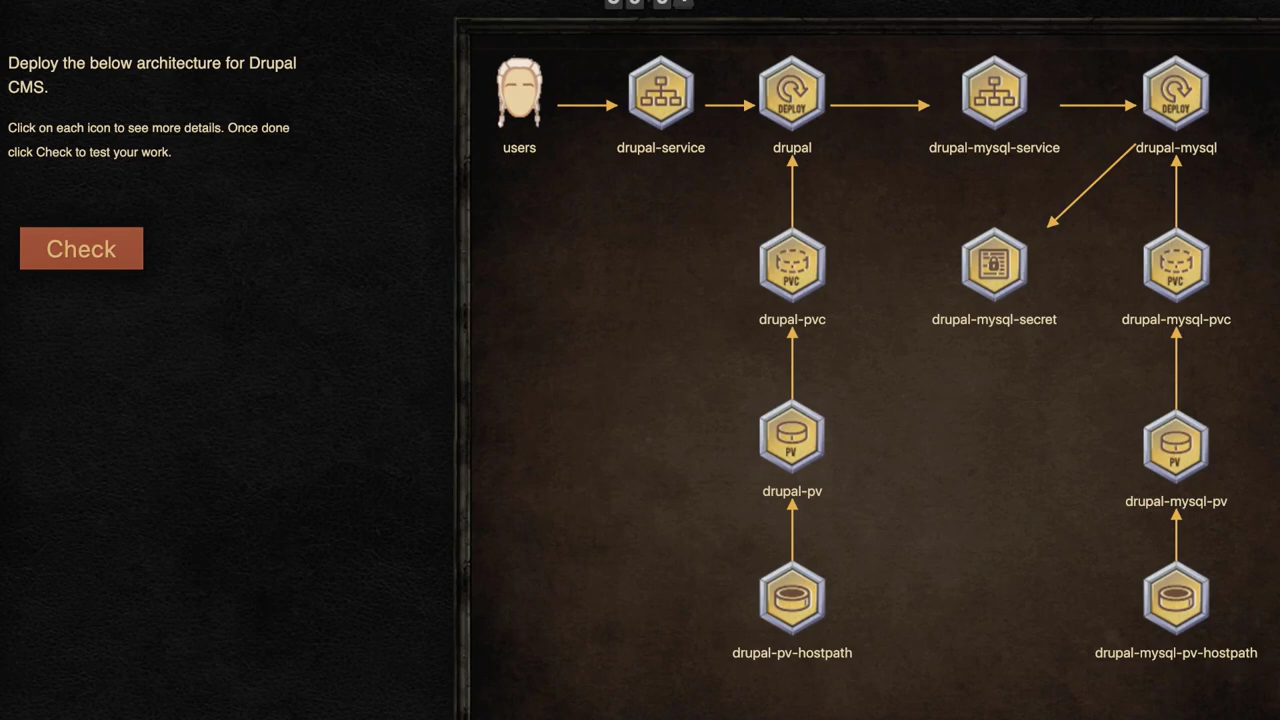 Deploy the below architecture for Drupal
CMS.
Click on each icon to see more details. Once done
click Check to test your work.
Check
users
drupal-service
DEPLOY
drupal
drupal-mysql-service
DEPLOY
drupal-mysql
PVC
drupal-pvc
drupal-mysql-secret
PVC
drupal-mysql-pvc
PV
drupal-pv
PV
drupal-mysql-pv
drupal-pv-hostpath
drupal-mysql-pv-hostpath